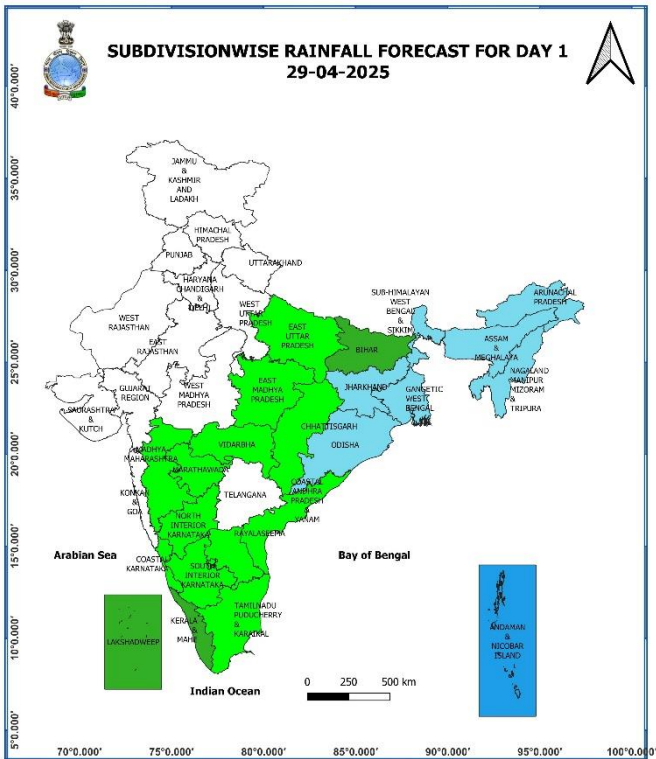 SUBDIVISIONWISE RAINFALL FORECAST FOR DAY 1
29-04-2025
40°0.000'
35°0.000'
30°0.000'
25°0.000'
20°0.000'
15°0.000'
10°0.000'
5°0.000'
JAMMU
&
KASHMIR
AND
LADAKH
HIMACHAL
PRADESH
PUNJAB
UTTARAKHAND
HARYANA
CHANDIGARH
&
DELHI
WEST
RAJASTHAN
EAST
RAJASTHAN
WEST
UTTAR
PRADESH
EAST
UTTAR
PRADESH
SUB-HIMALAYAN
WEST
BENGAL
&
SIKKIM
ARUNACHAL
PRADESH
ASSAM
&
MEGHALAYA
NAGALAND
MANIPUR
MIZORAM
&
TRIPURA
BIHAR
JHARKHAND
GANGETIC
WEST
BENGAL
GUJARAT
REGION
SAURASHTRA
&
KUTCH
WEST
MADHYA
PRADESH
EAST
MADHYA
PRADESH
CHHATTISGARH
ODISHA
MADHYA
MAHARASHTRA
VIDARBHA
MARATHAWADA
TELANGANA
COASTAL
ANDHRA
PRADESH
&
YANAM
KONKAN
&
GOA
NORTH
INTERIOR
KARNATAKA
RAYALASEEMA
Arabian Sea
Bay of Bengal
COASTAL
KARNATAKA
SOUTH
INTERIOR
KARNATAKA
TAMILNADU
PUDUCHERRY
&
KARAIKAL
KERALA
&
MAHE
LAKSHADWEEP
ANDAMAN
&
NICOBAR
ISLAND
Indian Ocean
0 250 500 km
70°0.000' 75°0.000' 80°0.000' 85°0.000' 90°0.000' 95°0.000' 100°0.000'